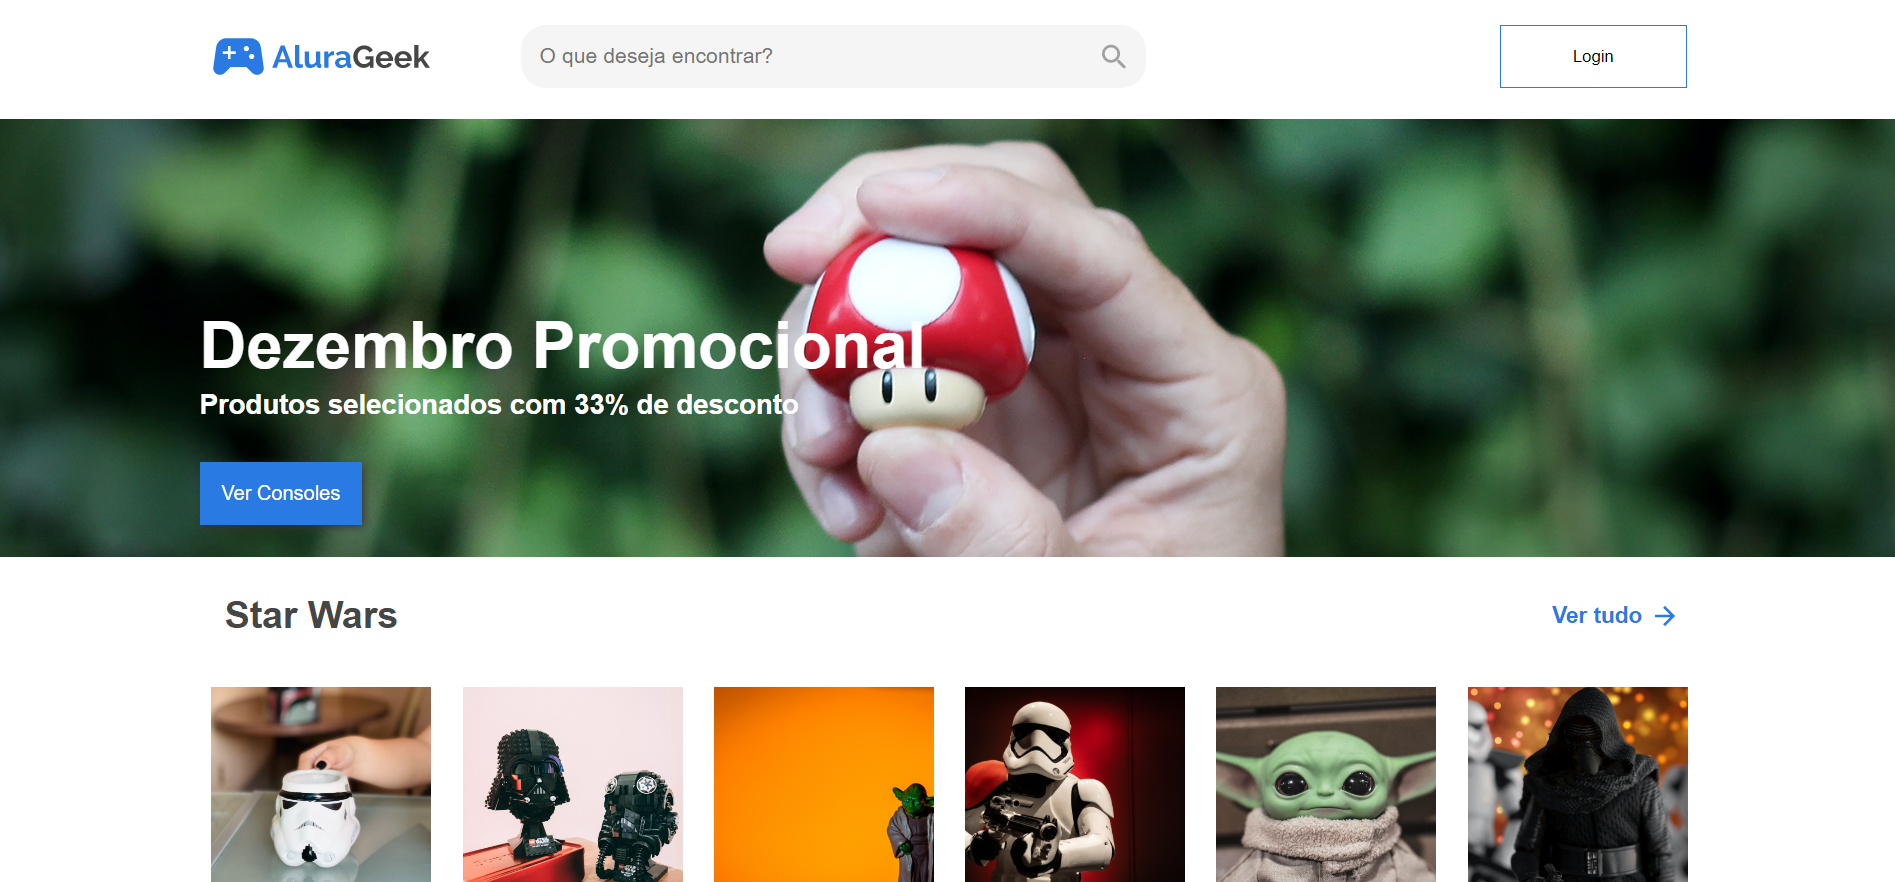 AluraGeek
O que deseja encontrar?
Login
Dezembro Promocional
Produtos selecionados com 33% de desconto
Ver Consoles
Star Wars
Ver tudo